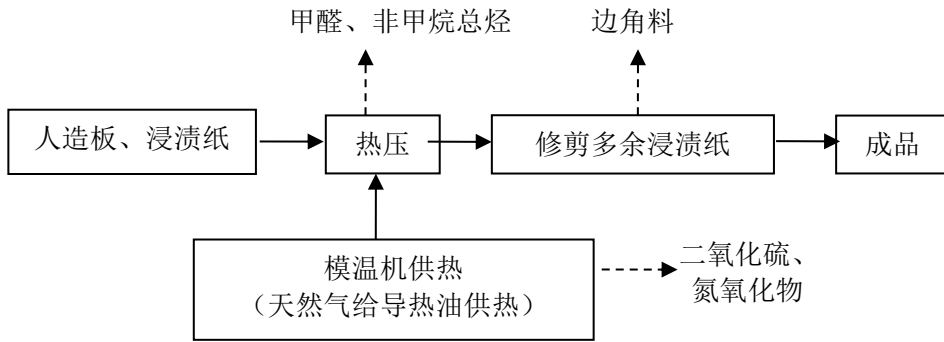 甲醛、非甲烷总烃
边角料
人造板、浸渍纸
热压
修剪多余浸渍纸
成品
模温机供热
（天然气给导热油供热）
二氧化硫、
氮氧化物